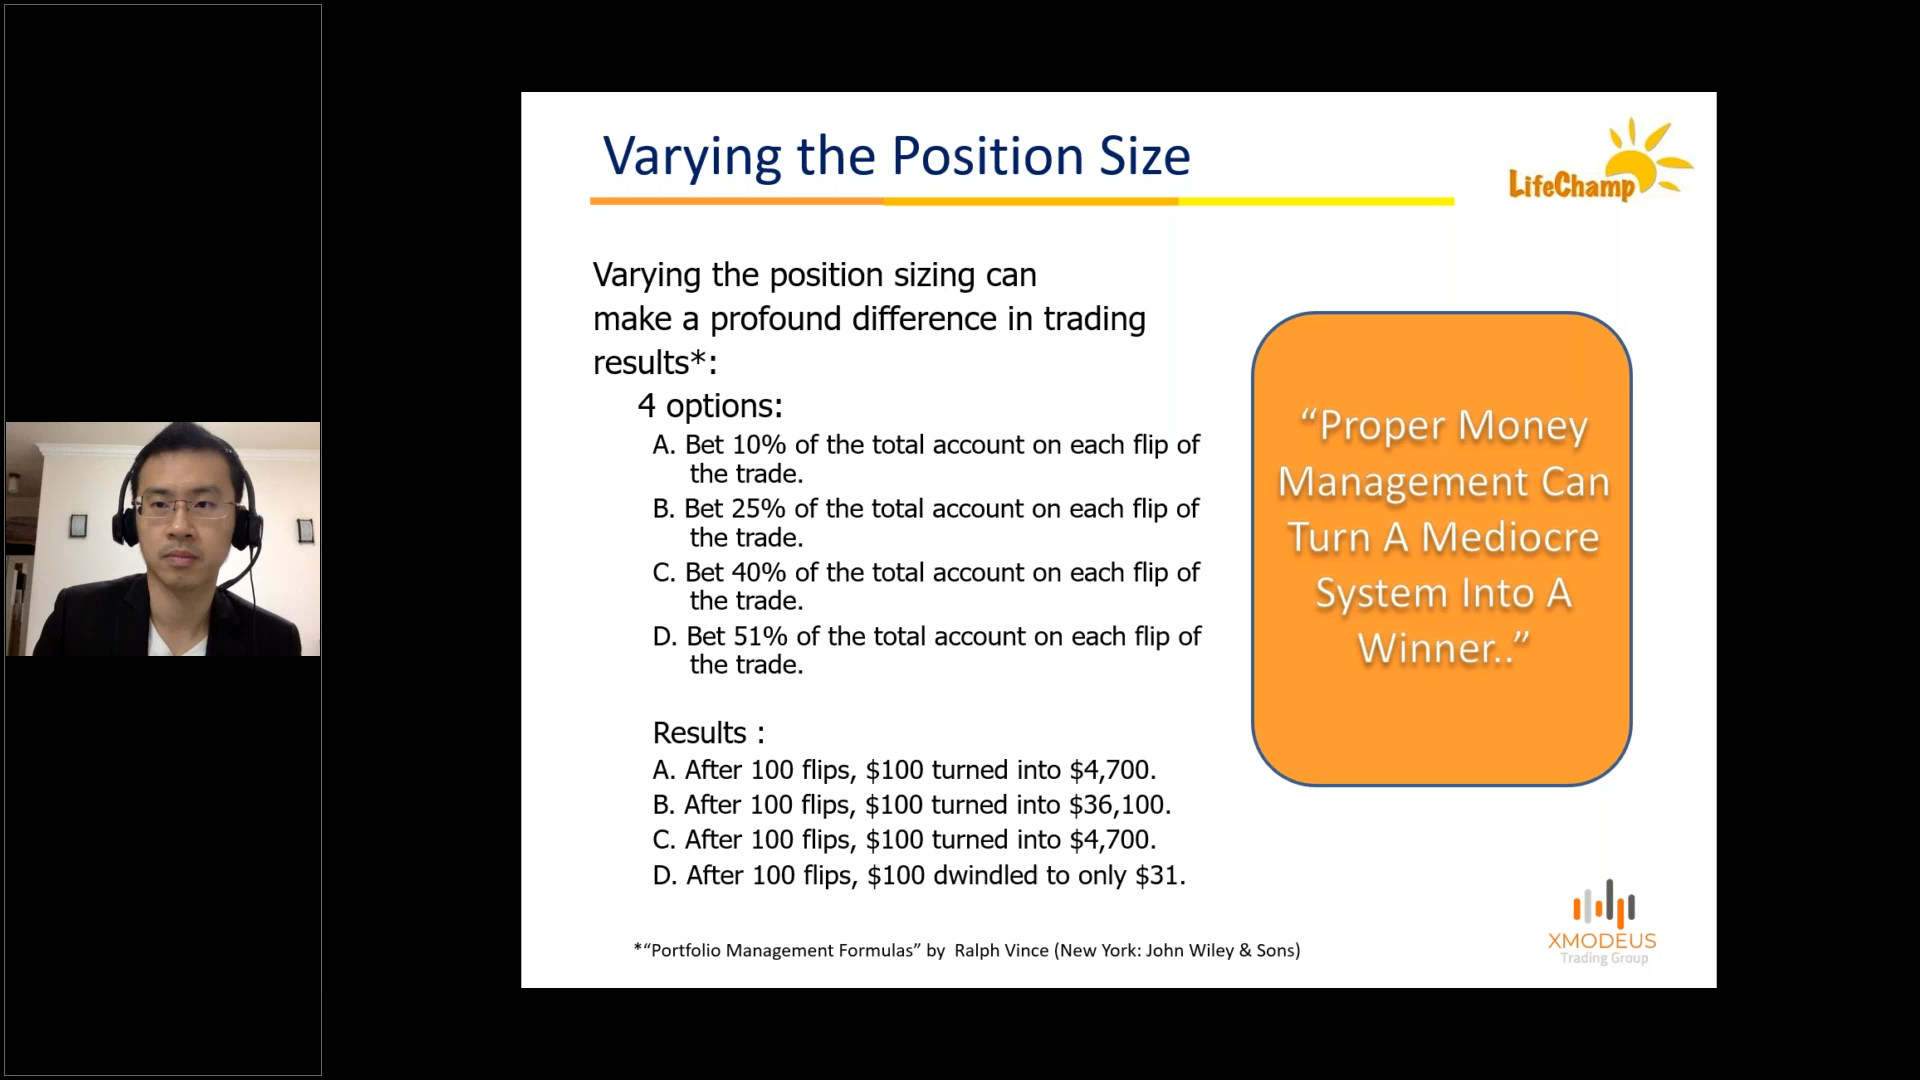 Varying the Position Size
LifeChamp
Varying the position sizing can
make a profound difference in trading
results*:
4 options:
A. Bet 10% of the total account on each flip of
the trade.
B. Bet 25% of the total account on each flip of
the trade.
C. Bet 40% of the total account on each flip of
the trade.
D. Bet 51% of the total account on each flip of
the trade.
Results :
A. After 100 flips, $100 turned into $4,700.
B. After 100 flips, $100 turned into $36,100.
C. After 100 flips, $100 turned into $4,700.
D. After 100 flips, $100 dwindled to only $31.
“Proper Money
Management Can
Turn A Mediocre
System Into A
Winner..”
*“Portfolio Management Formulas” by  Ralph Vince (New York: John Wiley & Sons)
XMODEUS
Trading Group